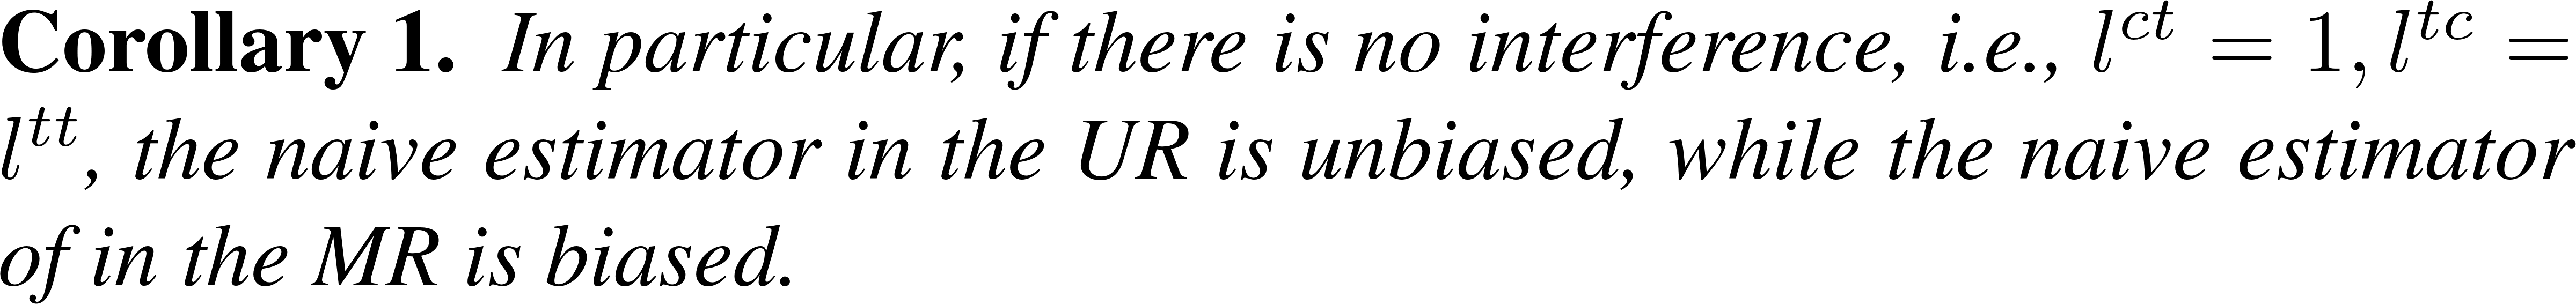 Corollary 1. In particular, if there is no interference, i.e., $l^{ct} = 1, l^{tc} =$
$l^{tt}$, the naive estimator in the UR is unbiased, while the naive estimator
of in the MR is biased.